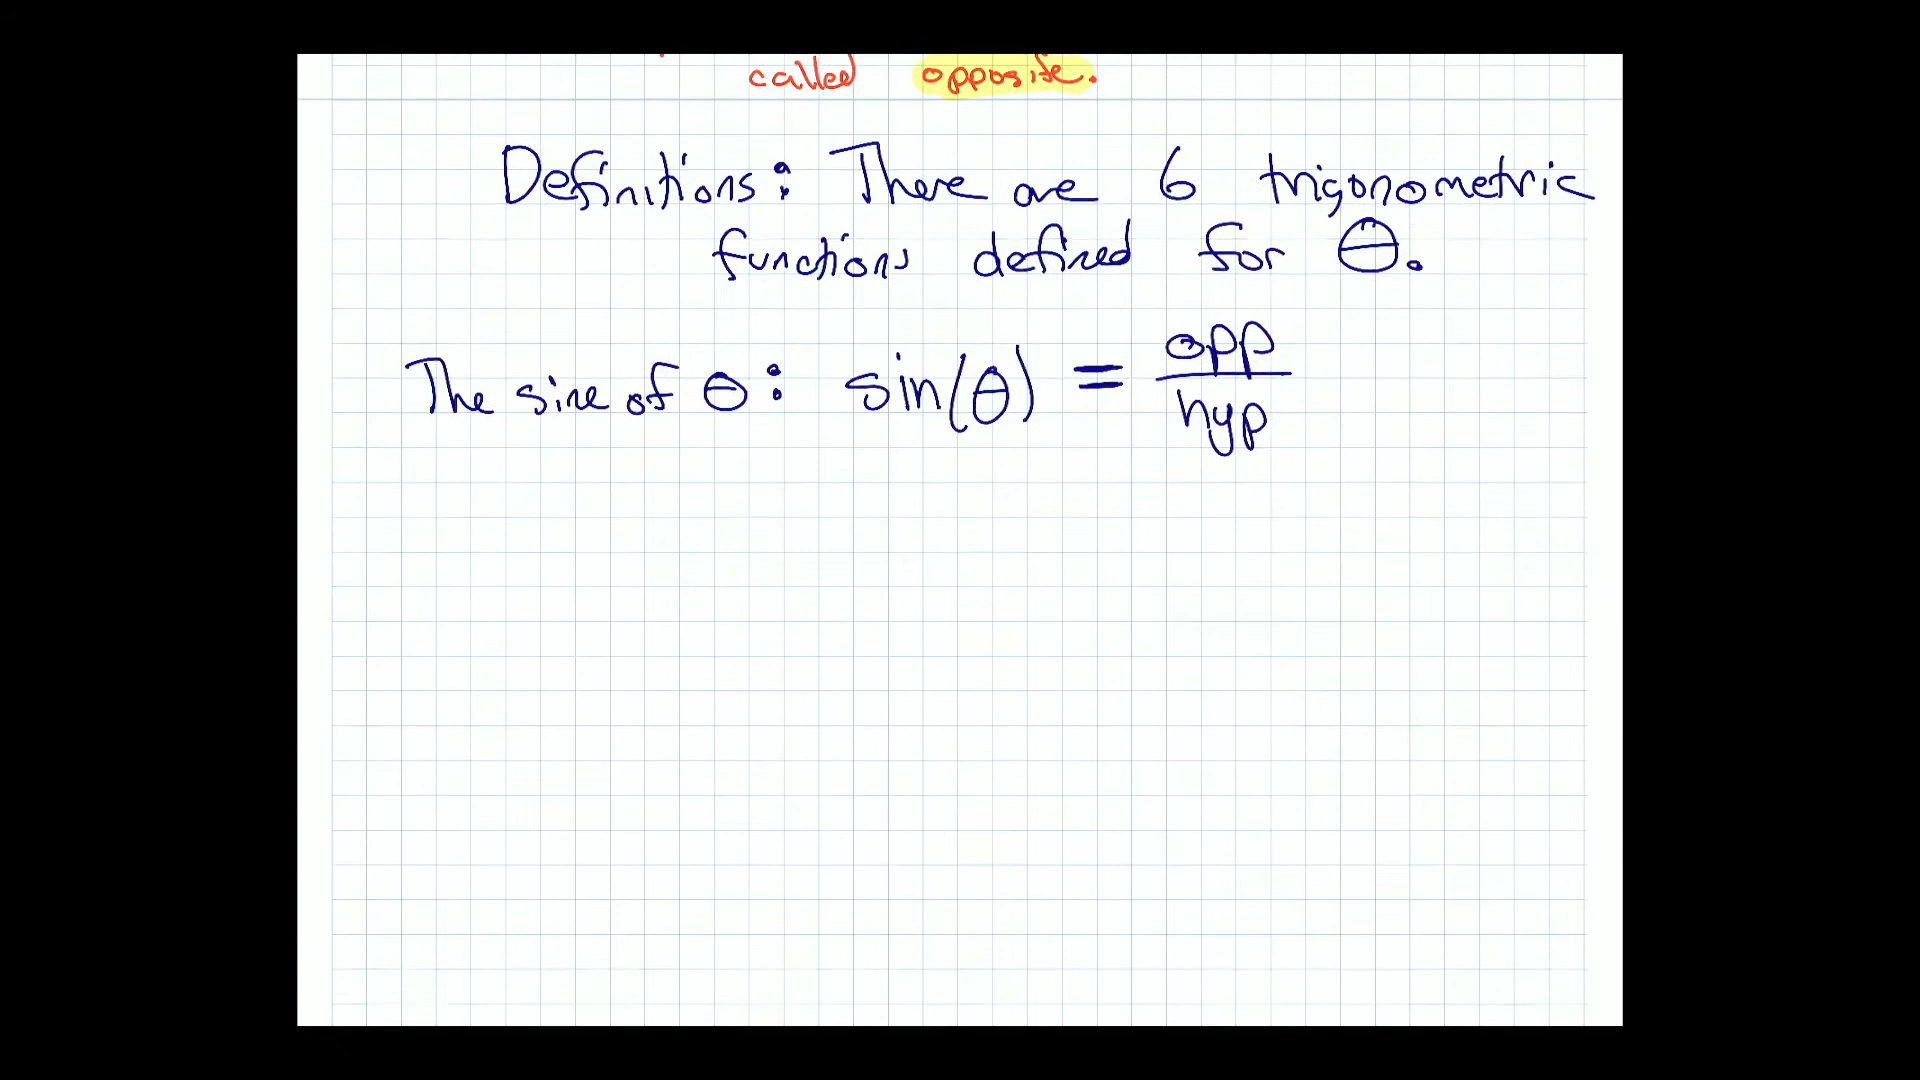 called opposite.
Definitions: There are 6 trigonometric
functions defined for θ.
The sine of θ: sin(θ) = opp/hyp